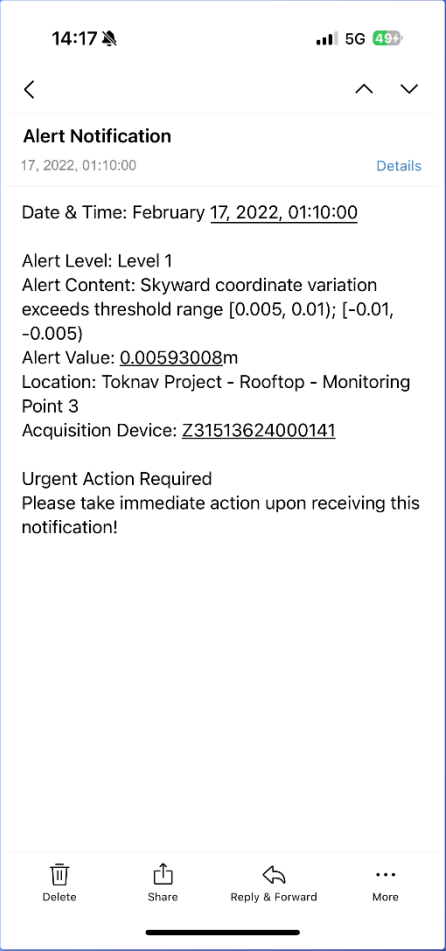 14:17
5G
49
Alert Notification
17, 2022, 01:10:00
Details
Date & Time: February 17, 2022, 01:10:00
Alert Level: Level 1
Alert Content: Skyward coordinate variation
exceeds threshold range [0.005, 0.01); [-0.01,
-0.005)
Alert Value: 0.00593008m
Location: Toknav Project - Rooftop - Monitoring
Point 3
Acquisition Device: Z31513624000141
Urgent Action Required
Please take immediate action upon receiving this
notification!
Delete
Share
Reply & Forward
More